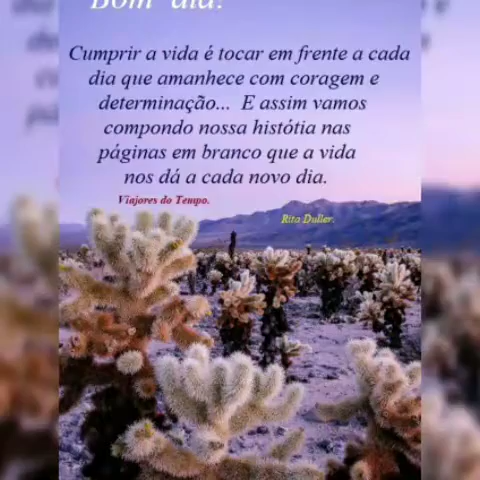 Bom dia!
Cumprir a vida é tocar em frente a cada
dia que amanhece com coragem e
determinação... E assim vamos
compondo nossa histótia nas
páginas em branco que a vida
nos dá a cada novo dia.
Viajores do Tempo.
Rita Duller.